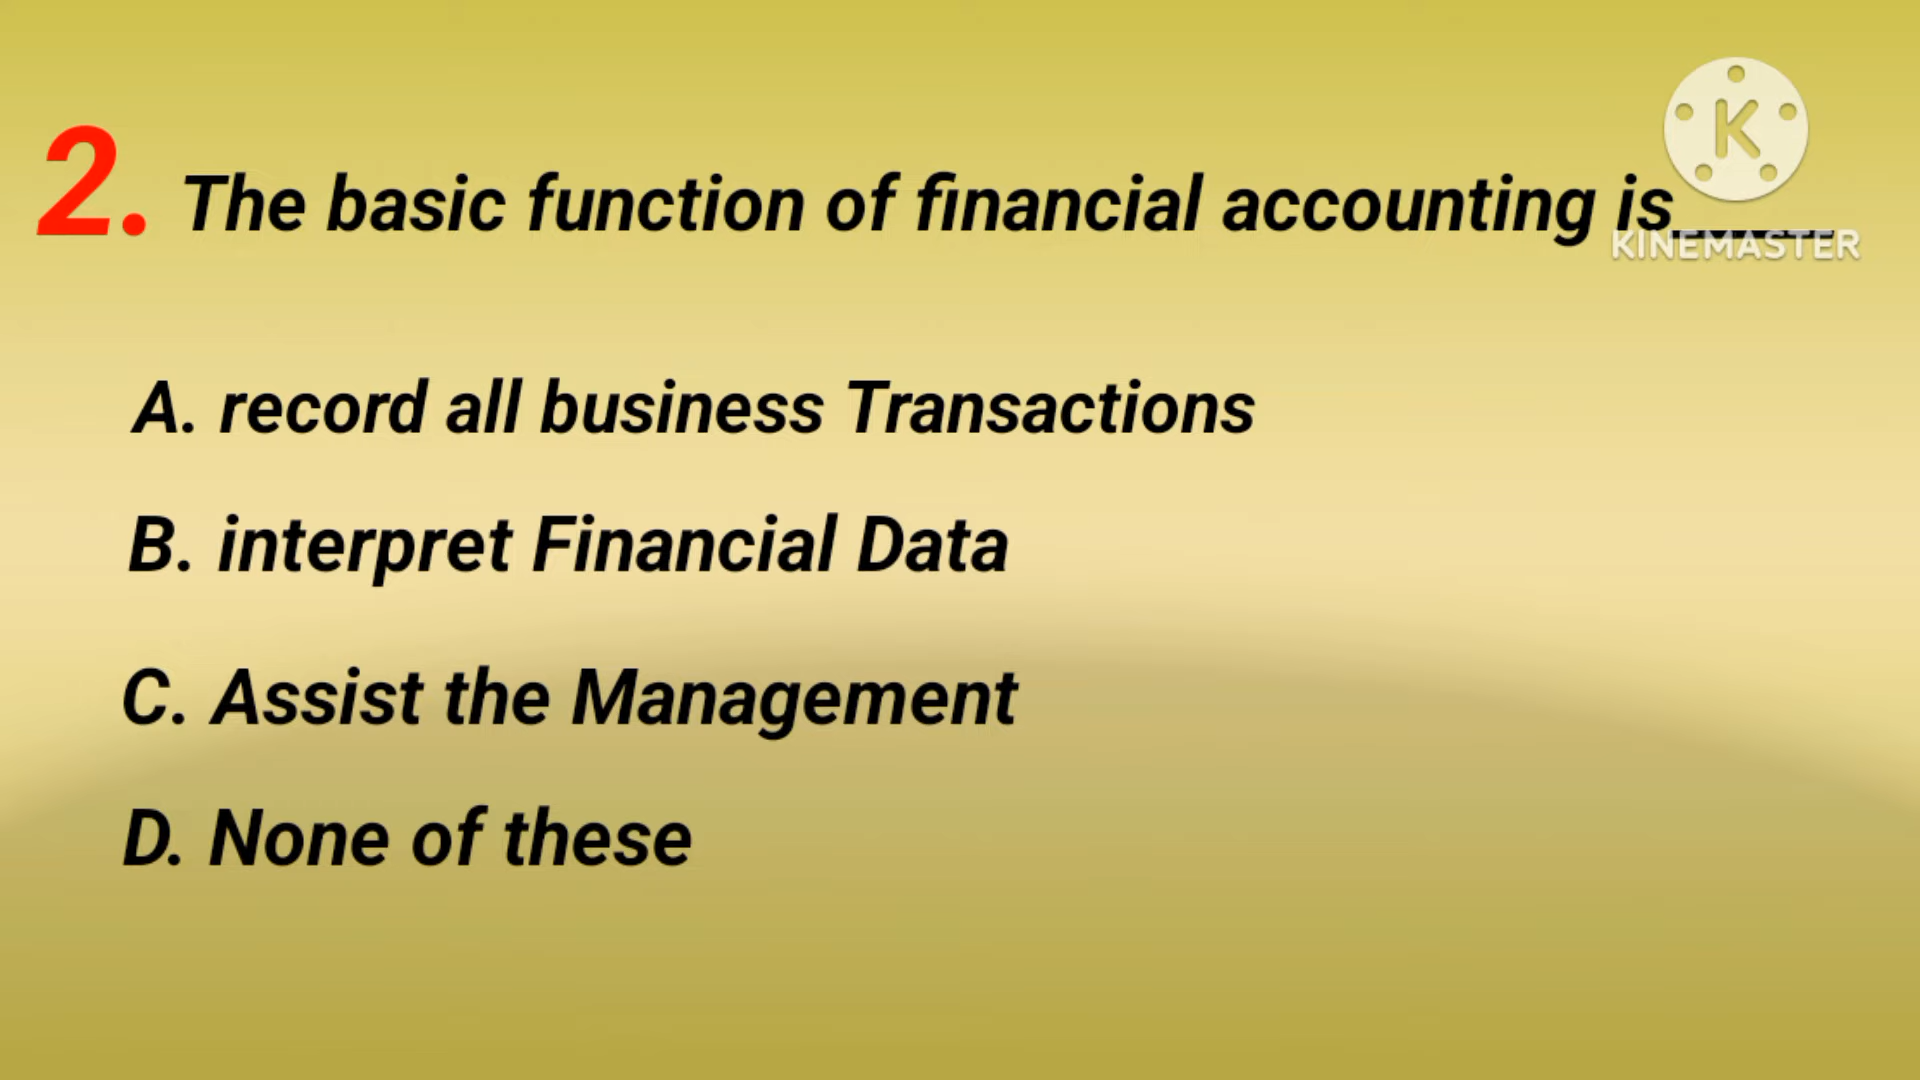 2. The basic function of financial accounting is____
A. record all business Transactions
B. interpret Financial Data
C. Assist the Management
D. None of these
K
KINEMASTER